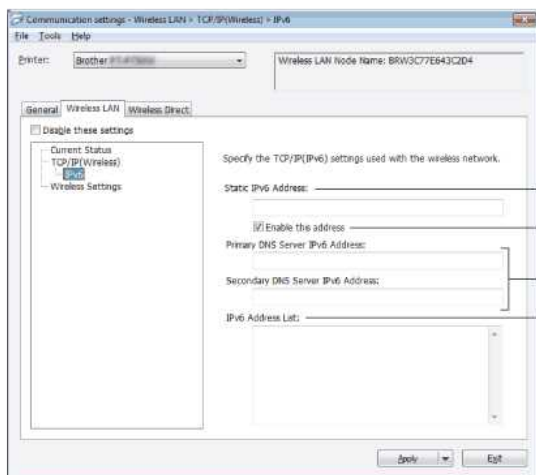 Communication settings - Wireless LAN > TCP/IP(Wireless) > IPv6
File Tools Help
Printer:
Brother
Wireless LAN Node Name: BRW3C77E643C2D4
General Wireless LAN Wireless Direct
Disable these settings
Current Status
TCP/IP(Wireless)
IPv6
Wireless Settings
Specify the TCP/IP(IPv6) settings used with the wireless network.
Static IPv6 Address:
Enable this address
Primary DNS Server IPv6 Address:
Secondary DNS Server IPv6 Address:
IPv6 Address List:
Apply Exit